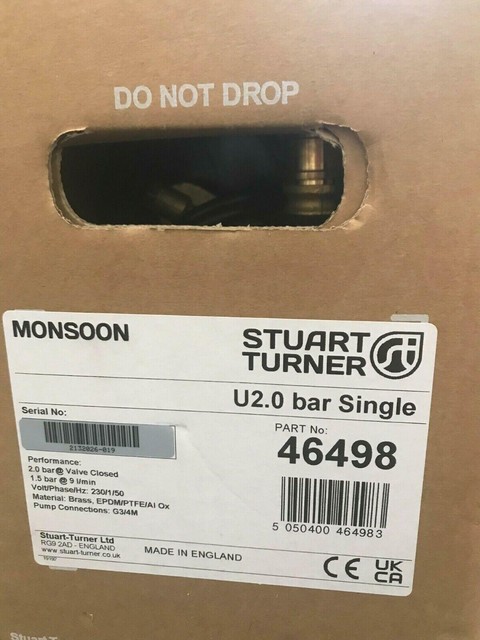 DO NOT DROP
MONSOON
STUART
TURNER
U2.0 bar Single
Serial No:
2132026-019
PART No:
46498
Performance:
2.0 bar@ Valve Closed
1.5 bar @ 9 l/min
Volt/Phase/Hz: 230/1/50
Material: Brass, EPDM/PTFE/Al Ox
Pump Connections: G3/4M
5 050400 464983
Stuart-Turner Ltd
RG9 2AD - ENGLAND
www.stuart-turner.co.uk
MADE IN ENGLAND
CE UK
CA
Stuart T